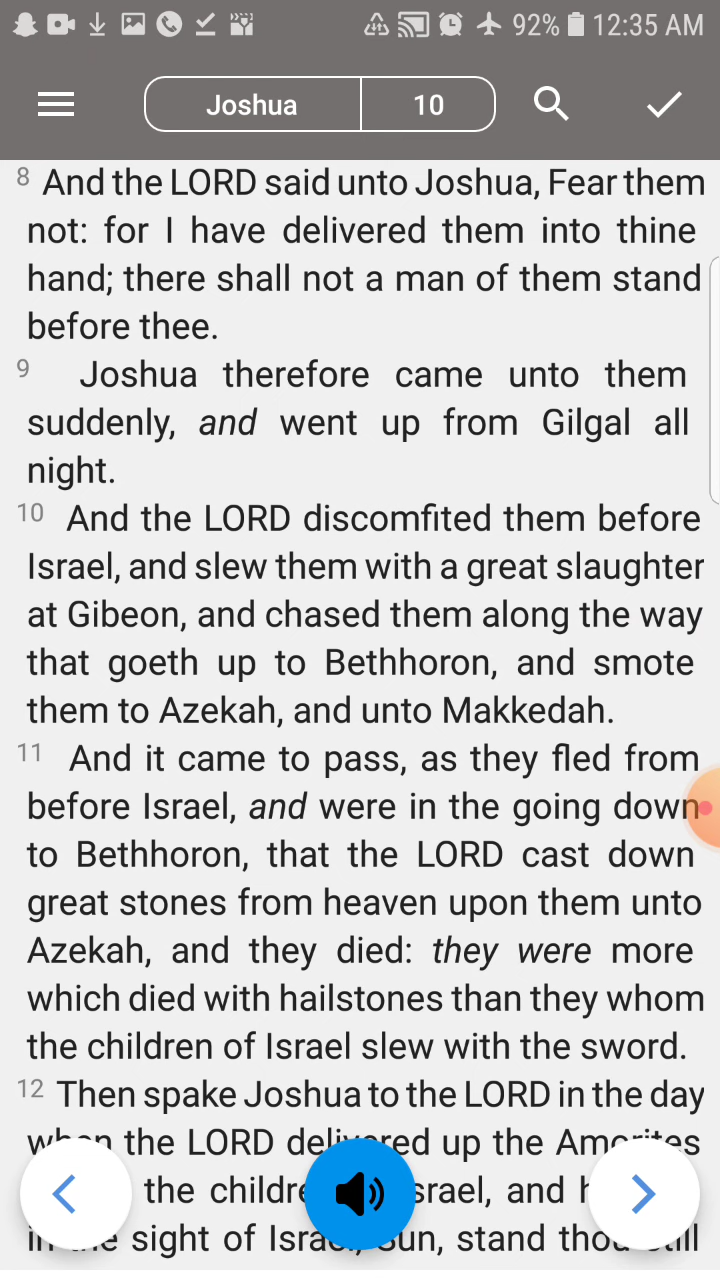 92% 12:35 AM
Joshua 10
8 And the LORD said unto Joshua, Fear them
not: for I have delivered them into thine
hand; there shall not a man of them stand
before thee.
9 Joshua therefore came unto them
suddenly, and went up from Gilgal all
night.
10 And the LORD discomfited them before
Israel, and slew them with a great slaughter
at Gibeon, and chased them along the way
that goeth up to Bethhoron, and smote
them to Azekah, and unto Makkedah.
11 And it came to pass, as they fled from
before Israel, and were in the going down
to Bethhoron, that the LORD cast down
great stones from heaven upon them unto
Azekah, and they died: they were more
which died with hailstones than they whom
the children of Israel slew with the sword.
12 Then spake Joshua to the LORD in the day
when the LORD delivered up the Amorites
the children Israel, and
in the sight of Israel, Sun, stand thou still